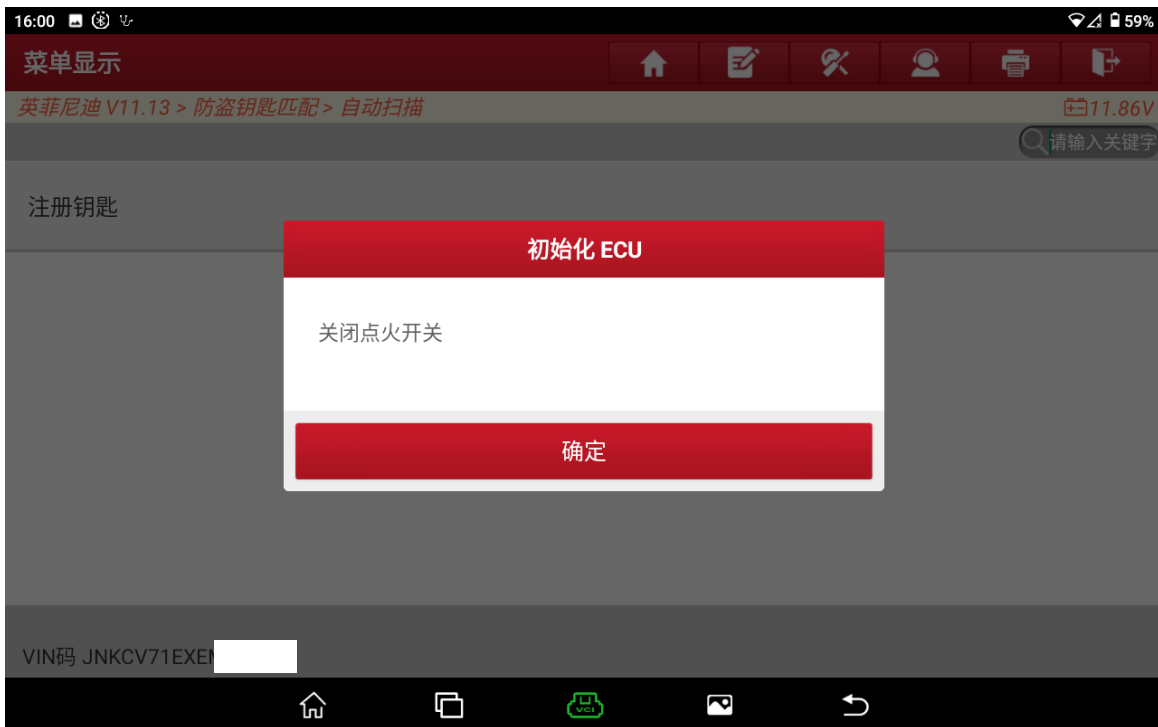 16:00
59%
菜单显示
英菲尼迪 V11.13 > 防盗钥匙匹配 > 自动扫描
11.86V
请输入关键字
注册钥匙
初始化 ECU
关闭点火开关
确定
VIN码 JNKCV71EXE
VCI